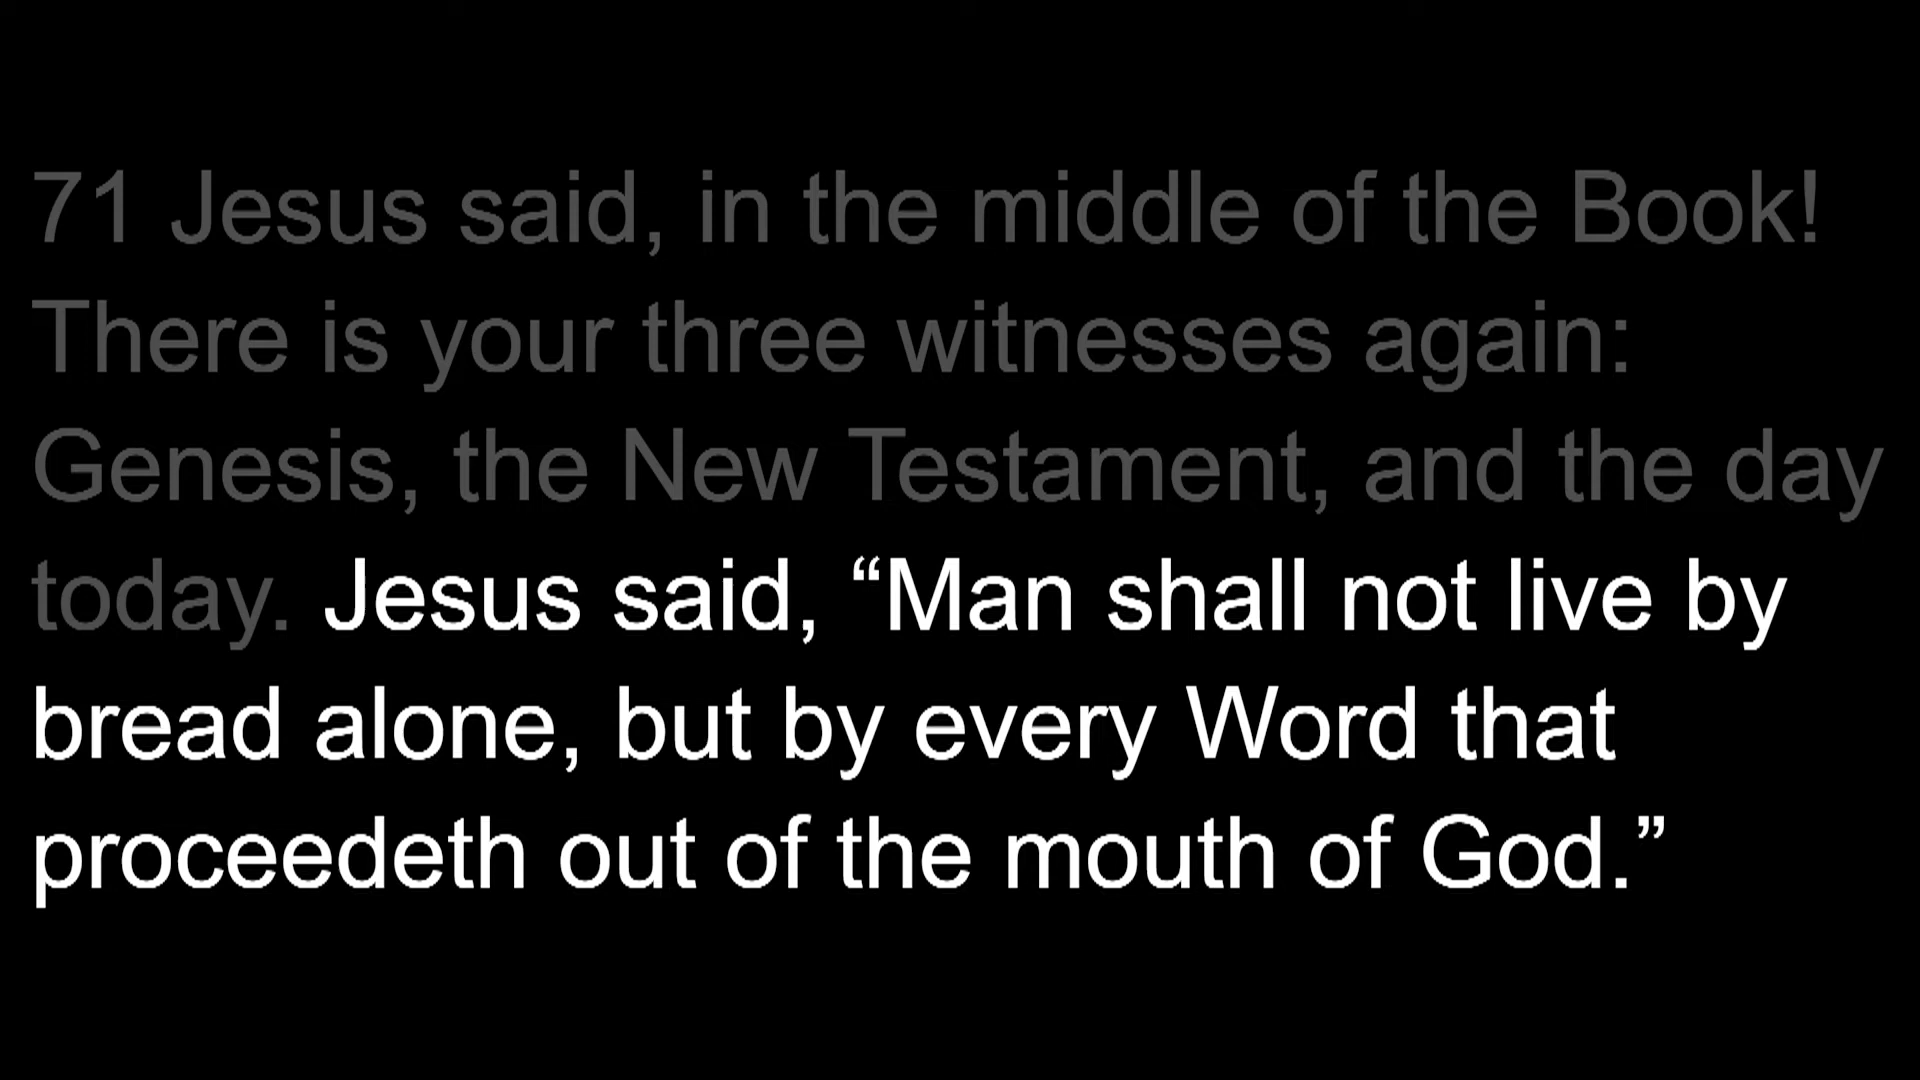 71 Jesus said, in the middle of the Book!
There is your three witnesses again:
Genesis, the New Testament, and the day
today. Jesus said, “Man shall not live by
bread alone, but by every Word that
proceedeth out of the mouth of God.”